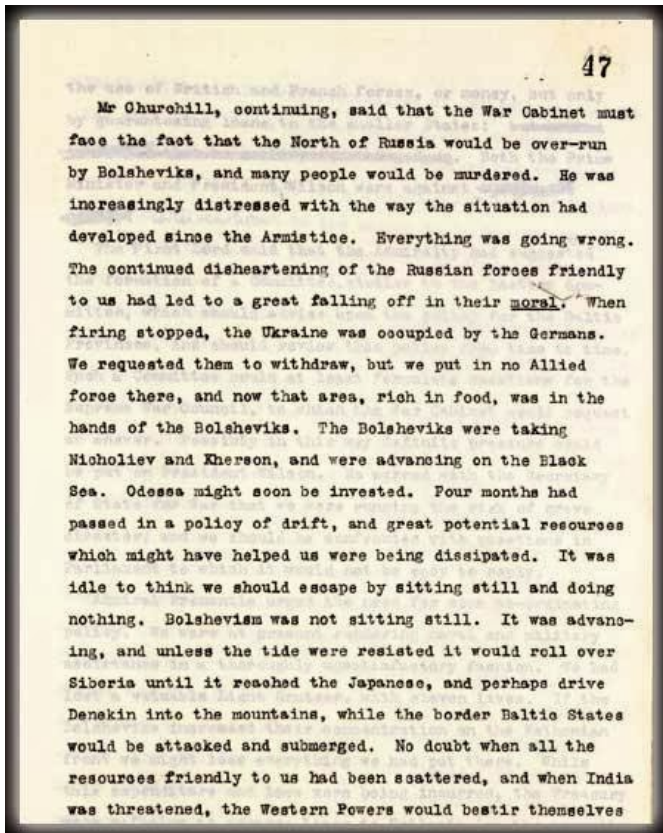 47
Mr Churchill, continuing, said that the War Cabinet must
face the fact that the North of Russia would be over-run
by Bolsheviks, and many people would be murdered. He was
increasingly distressed with the way the situation had
developed since the Armistice. Everything was going wrong.
The continued disheartening of the Russian forces friendly
to us had led to a great falling off in their moral. When
firing stopped, the Ukraine was occupied by the Germans.
We requested them to withdraw, but we put in no Allied
force there, and now that area, rich in food, was in the
hands of the Bolsheviks. The Bolsheviks were taking
Nicholiev and Kherson, and were advancing on the Black
Sea. Odessa might soon be invested. Four months had
passed in a policy of drift, and great potential resources
which might have helped us were being dissipated. It was
idle to think we should escape by sitting still and doing
nothing. Bolshevism was not sitting still. It was advanc-
ing, and unless the tide were resisted it would roll over
Siberia until it reached the Japanese, and perhaps drive
Denekin into the mountains, while the border Baltic States
would be attacked and submerged. No doubt when all the
resources friendly to us had been scattered, and when India
was threatened, the Western Powers would bestir themselves